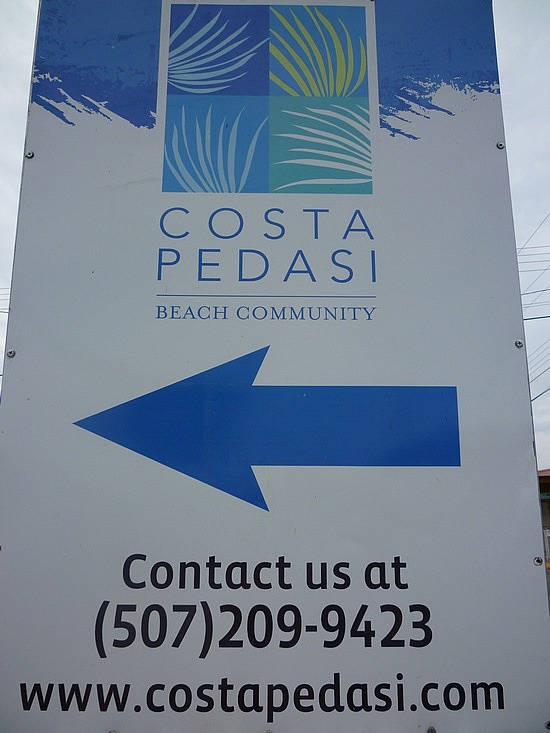 COSTA
PEDASI
BEACH COMMUNITY
Contact us at
(507)209-9423
www.costapedasi.com